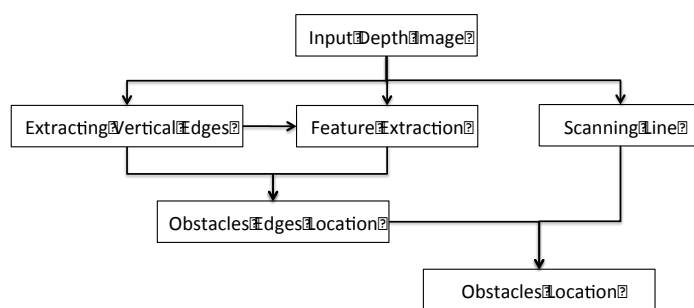 Input⍰Depth⍰Image⍰
Extracting⍰Vertical⍰Edges⍰
Feature⍰Extraction⍰
Scanning⍰Line⍰
Obstacles⍰Edges⍰Location⍰
Obstacles⍰Location⍰